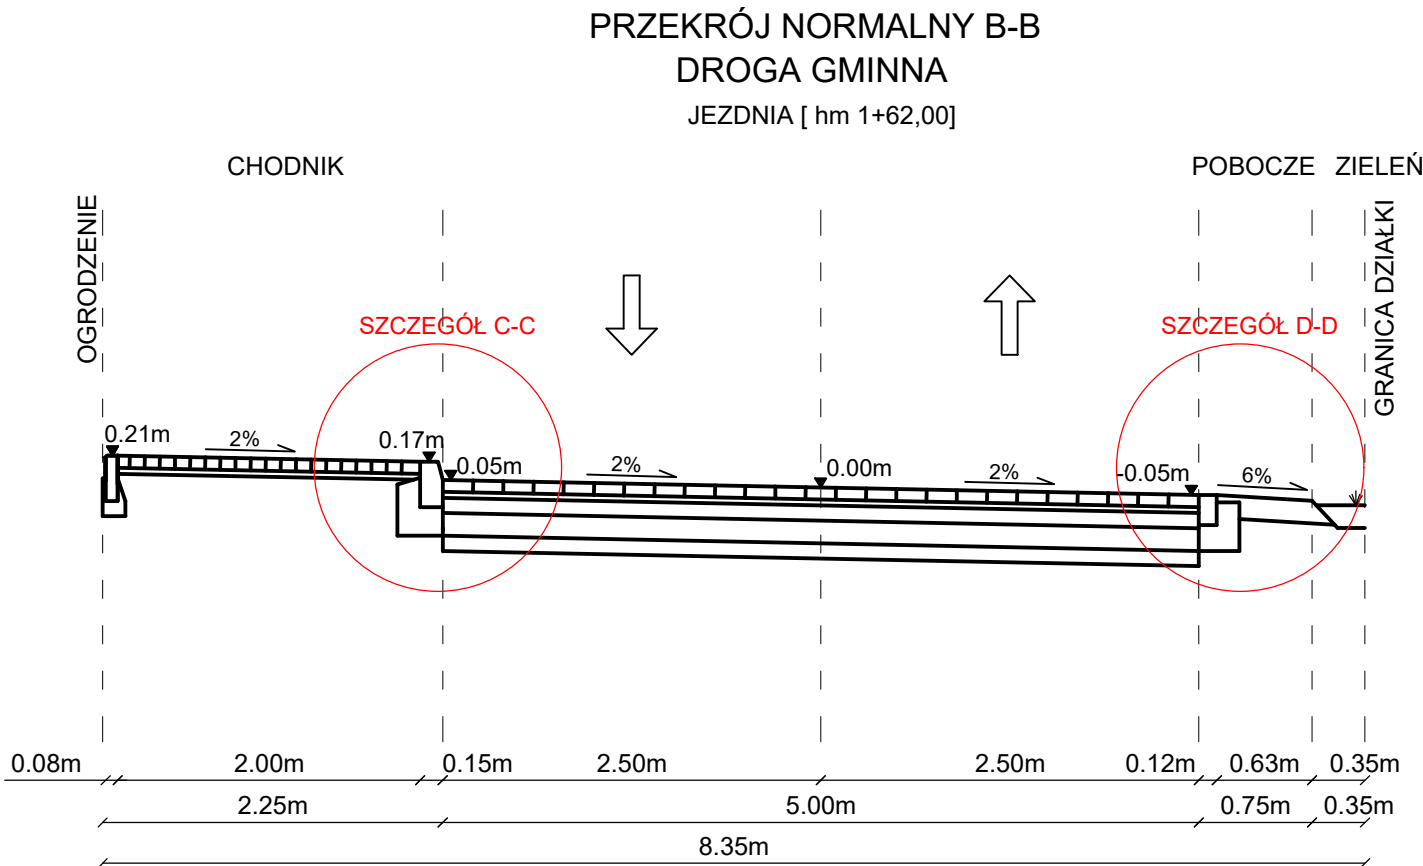 PRZEKRÓJ NORMALNY B-B
DROGA GMINNA
JEZDNIA [ hm 1+62,00]
CHODNIK
POBOCZE
ZIELEŃ
OGRODZENIE
GRANICA DZIAŁKI
SZCZEGÓŁ C-C
SZCZEGÓŁ D-D
0.21m
2%
0.17m
0.05m
2%
0.00m
2%
-0.05m
6%
0.08m
2.00m
0.15m
2.50m
2.50m
0.12m
0.63m
0.35m
2.25m
5.00m
0.75m
0.35m
8.35m